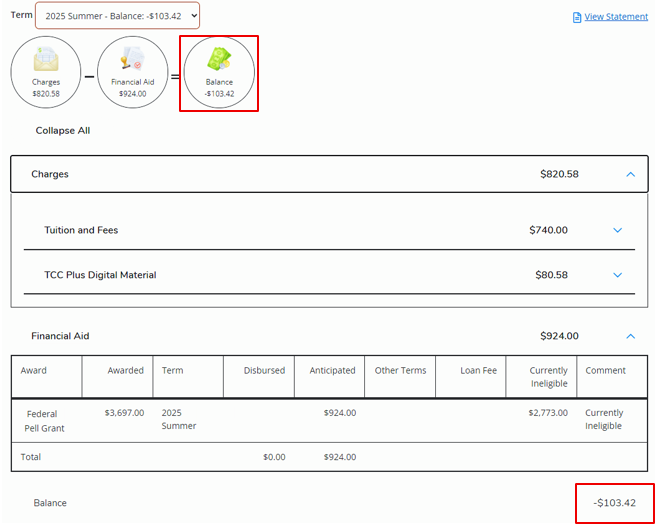 Term 2025 Summer - Balance: -$103.42 View Statement
Charges
$820.58
Financial Aid
$924.00
Balance
-$103.42
Collapse All
Charges $820.58
Tuition and Fees $740.00
TCC Plus Digital Material $80.58
Financial Aid $924.00
Award Awarded Term Disbursed Anticipated Other Terms Loan Fee Currently Ineligible Comment
Federal Pell Grant $3,697.00 2025 Summer $924.00 $2,773.00 Currently Ineligible
Total $0.00 $924.00
Balance -$103.42